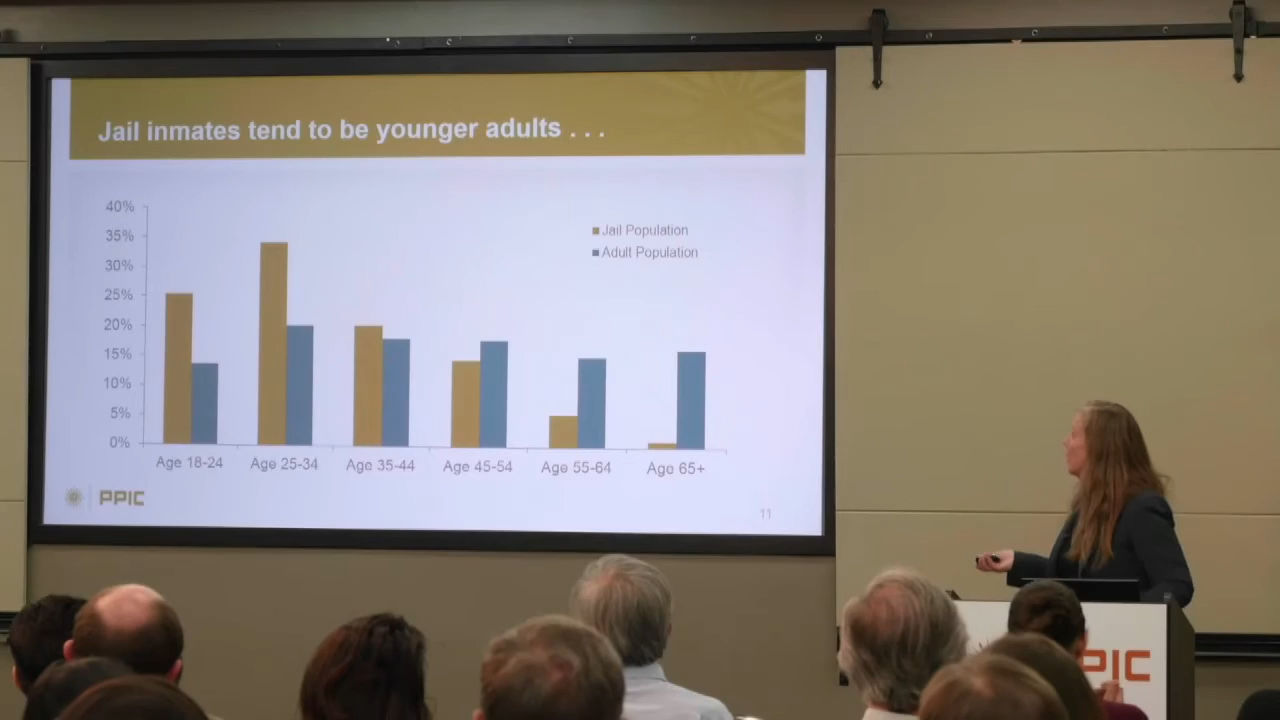 Jail inmates tend to be younger adults . . .
40%
35%
30%
25%
20%
15%
10%
5%
0%
Jail Population
Adult Population
Age 18-24
Age 25-34
Age 35-44
Age 45-54
Age 55-64
Age 65+
PPIC
11
PIC